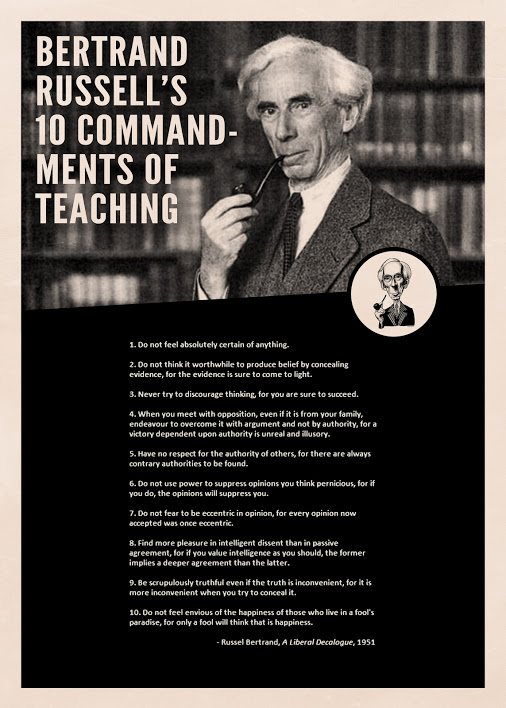 BERTRAND
RUSSELL'S
10 COMMAND-
MENTS OF
TEACHING
1. Do not feel absolutely certain of anything.
2. Do not think it worthwhile to produce belief by concealing
evidence, for the evidence is sure to come to light.
3. Never try to discourage thinking, for you are sure to succeed.
4. When you meet with opposition, even if it is from your family,
endeavour to overcome it with argument and not by authority, for a
victory dependent upon authority is unreal and illusory.
5. Have no respect for the authority of others, for there are always
contrary authorities to be found.
6. Do not use power to suppress opinions you think pernicious, for if
you do, the opinions will suppress you.
7. Do not fear to be eccentric in opinion, for every opinion now
accepted was once eccentric.
8. Find more pleasure in intelligent dissent than in passive
agreement, for if you value intelligence as you should, the former
implies a deeper agreement than the latter.
9. Be scrupulously truthful even if the truth is inconvenient, for it is
more inconvenient when you try to conceal it.
10. Do not feel envious of the happiness of those who live in a fool's
paradise, for only a fool will think that is happiness.
- Russel Bertrand, A Liberal Decalogue, 1951